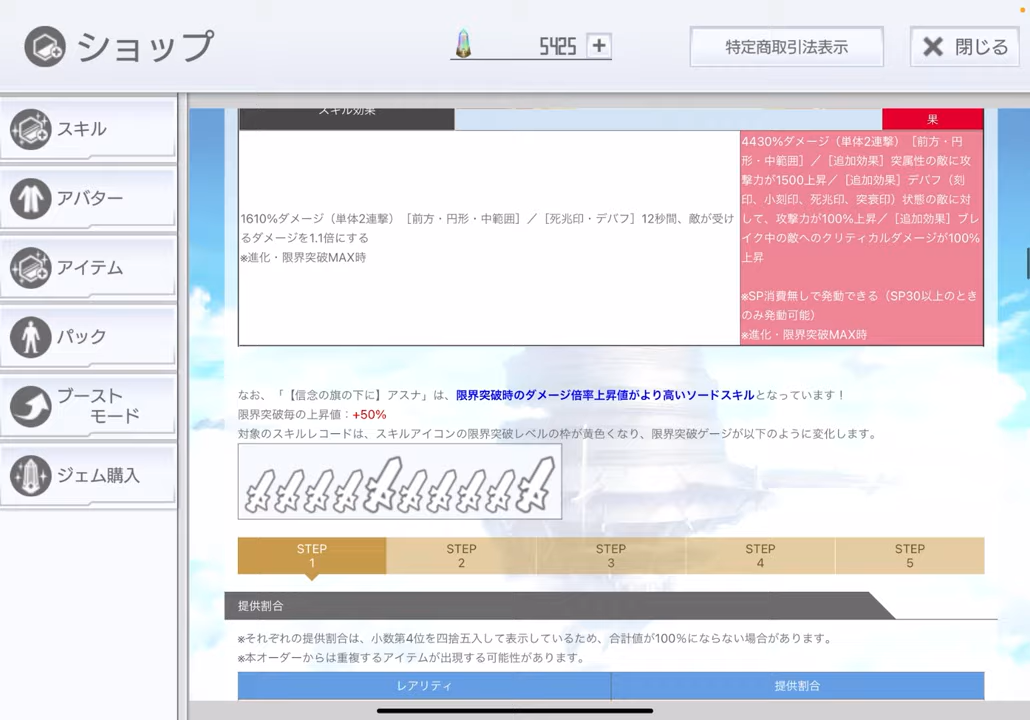 ショップ
5425
特定商取引法表示
閉じる
スキル
アバター
アイテム
パック
ブースト
モード
ジェム購入
スキル効果
果
1610%ダメージ（単体2連撃）［前方・円形・中範囲］／［死兆印・デバフ］12秒間、敵が受け
るダメージを1.1倍にする
※進化・限界突破MAX時
4430%ダメージ（単体2連撃）［前方・円
形・中範囲］／［追加効果］突属性の敵に攻
撃力が1500上昇／［追加効果］デバフ（刻
印、小刻印、死兆印、突衰印）状態の敵に対
して、攻撃力が100%上昇／［追加効果］ブレ
イク中の敵へのクリティカルダメージが100%
上昇
※SP消費無しで発動できる（SP30以上のとき
のみ発動可能）
※進化・限界突破MAX時
なお、「【信念の旗の下に】アスナ」は、限界突破時のダメージ倍率上昇値がより高いソードスキルとなっています！
限界突破毎の上昇値：+50%
対象のスキルレコードは、スキルアイコンの限界突破レベルの枠が黄色くなり、限界突破ゲージが以下のように変化します。
STEP
1
STEP
2
STEP
3
STEP
4
STEP
5
提供割合
※それぞれの提供割合は、小数第4位を四捨五入して表示しているため、合計値が100%にならない場合があります。
※本オーダーからは重複するアイテムが出現する可能性があります。
レアリティ
提供割合